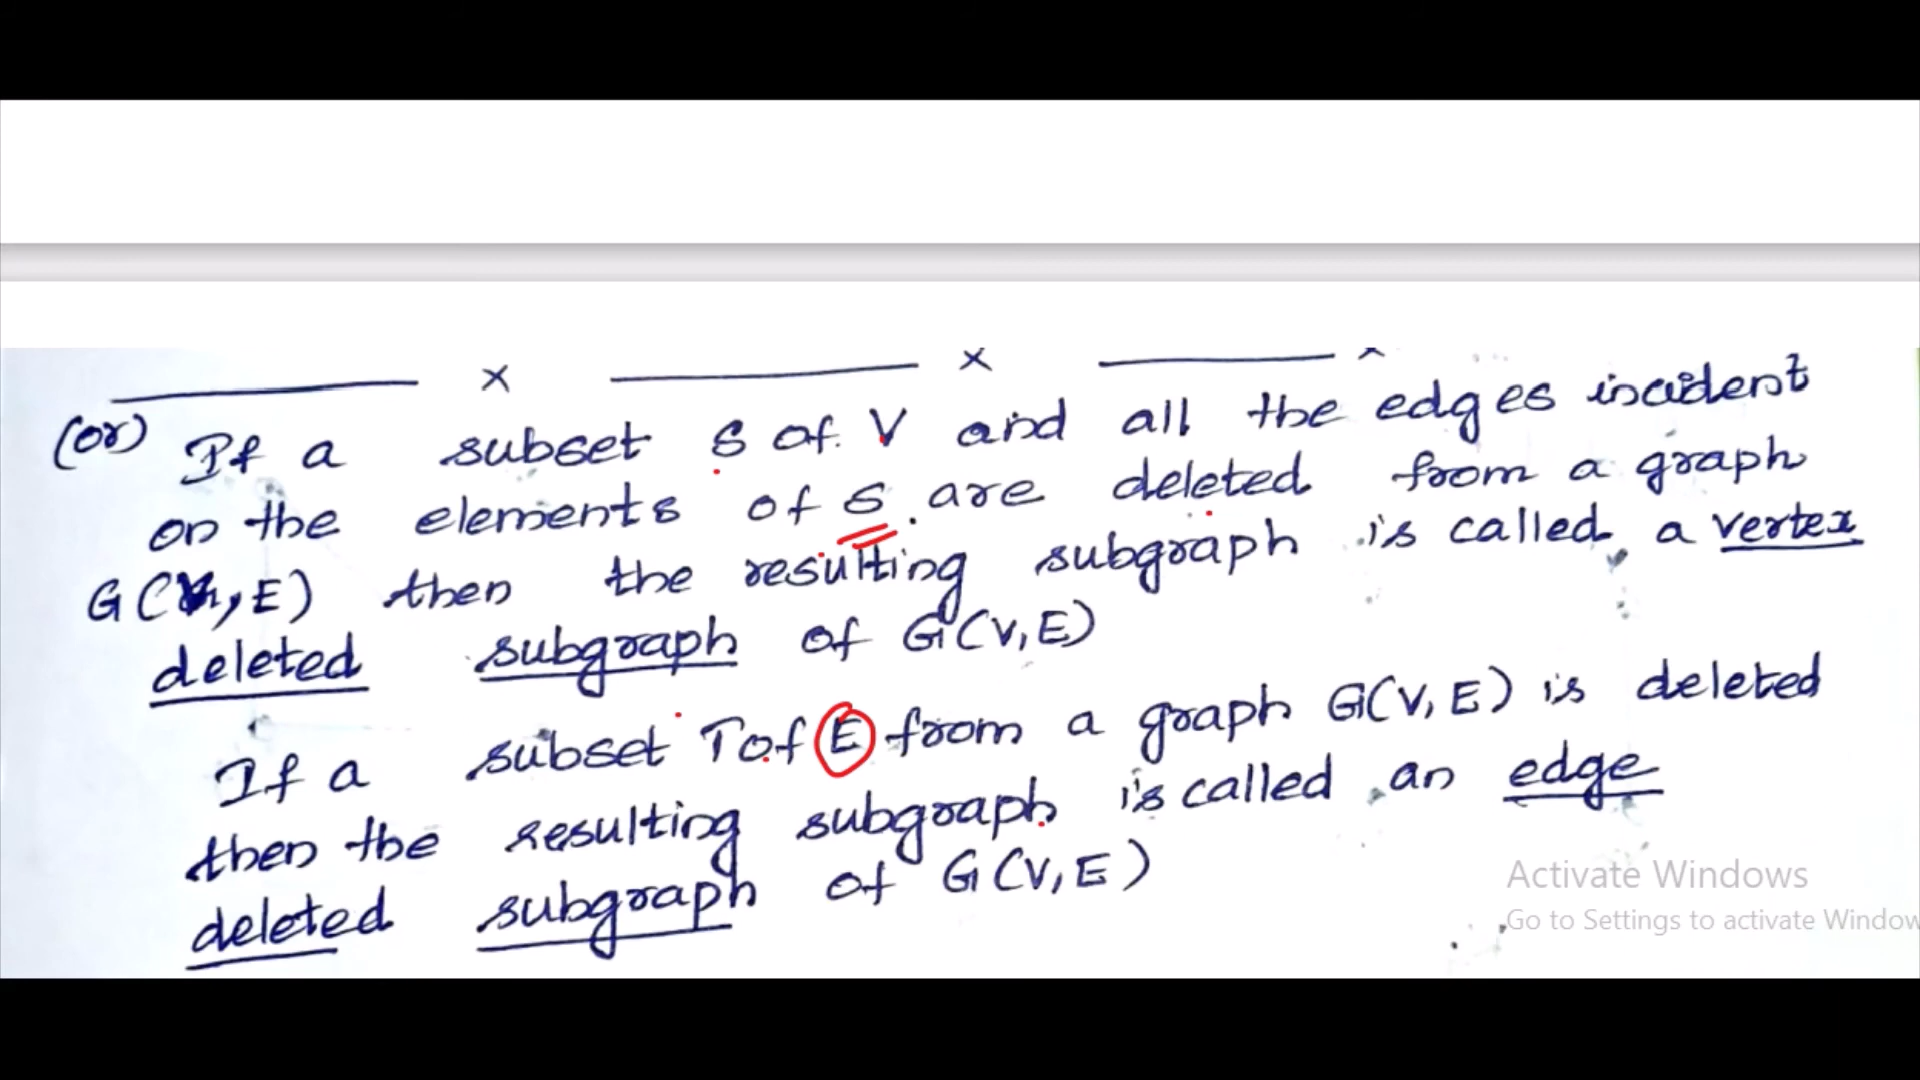 (or) If a subset S of V and all the edges incident
on the elements of S are deleted from a graph
G(V, E) then the resulting subgraph is called a vertex
deleted subgraph of G(V, E)
If a subset T of E from a graph G(V, E) is deleted
then the resulting subgraph is called an edge
deleted subgraph of G(V, E)
Activate Windows
Go to Settings to activate Window